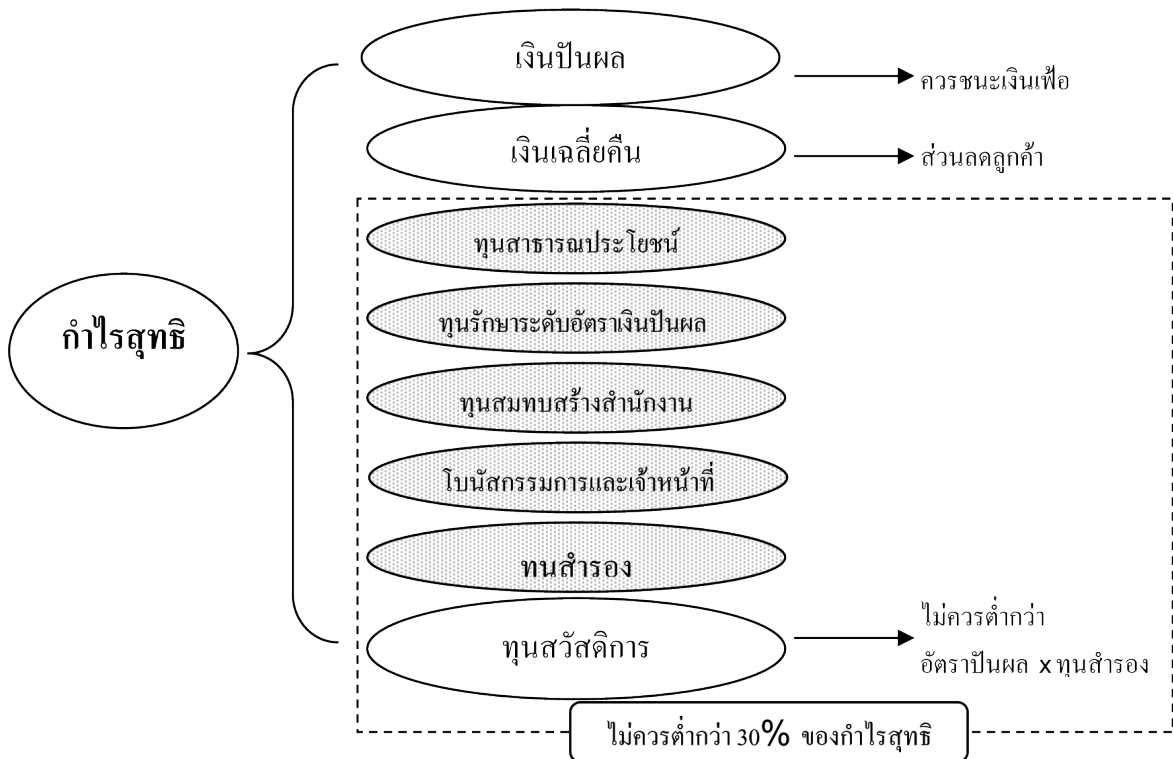 เงินปันผล
ควรชนะเงินเฟ้อ
เงินเฉลี่ยคืน
ส่วนลดลูกค้า
ทุนสาธารณประโยชน์
กำไรสุทธิ
ทุนรักษาระดับอัตราเงินปันผล
ทุนสมทบสร้างสำนักงาน
โบนัสกรรมการและเจ้าหน้าที่
ทนสำรอง
ทุนสวัสดิการ
ไม่ควรต่ำกว่า
อัตราปันผล x ทุนสำรอง
ไม่ควรต่ำกว่า 30% ของกำไรสุทธิ